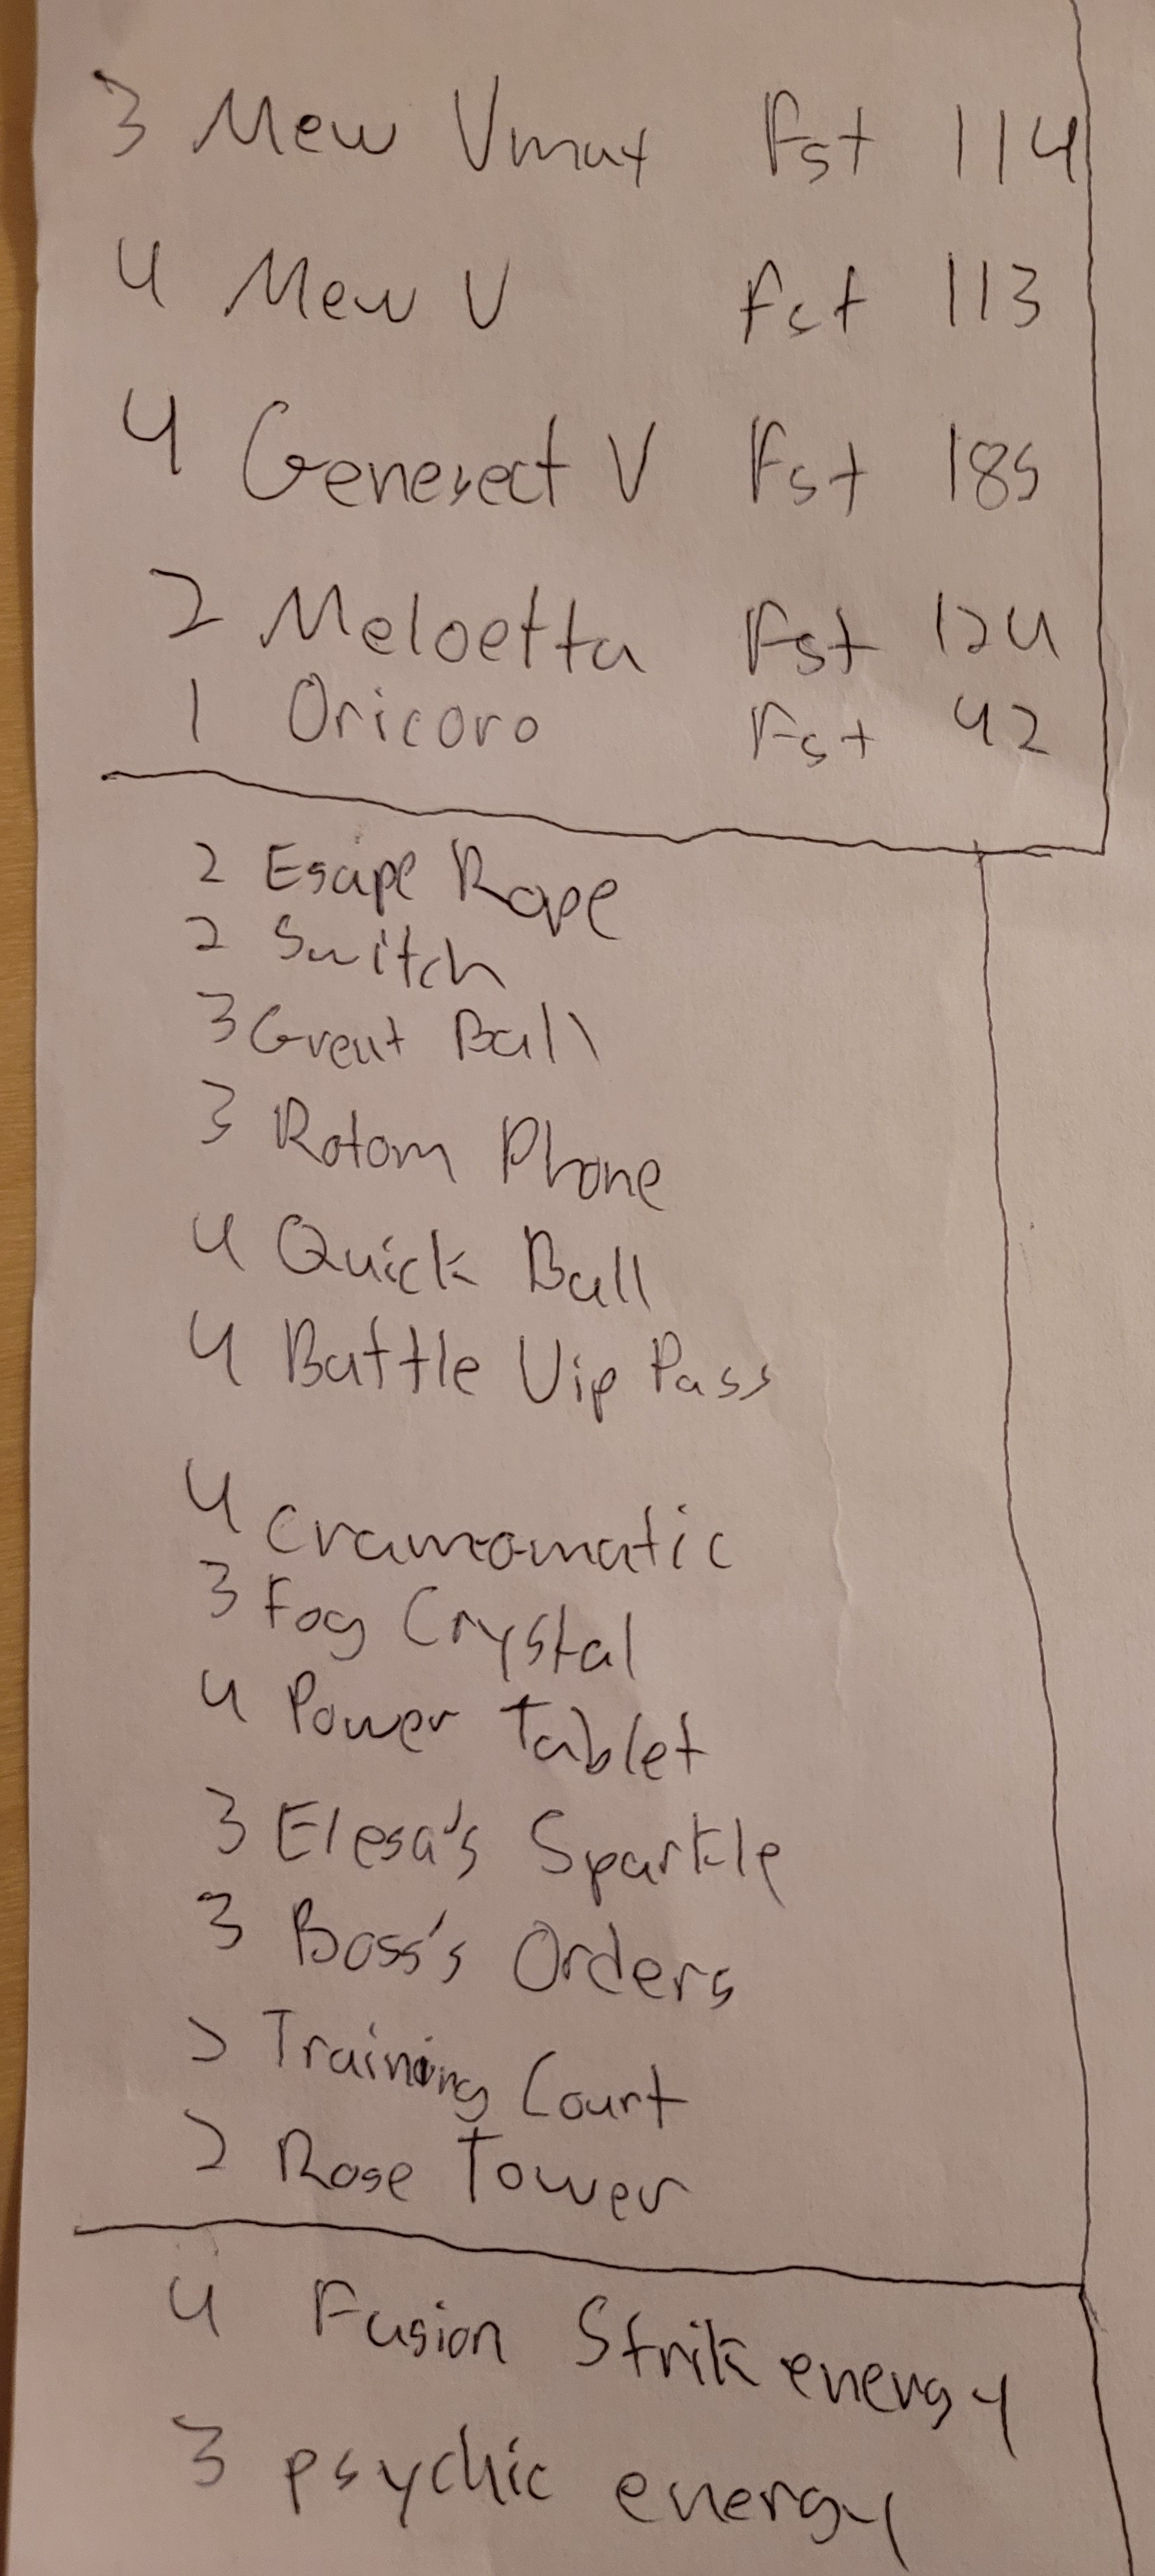 3 Mew Vmax Fst 114
4 Mew V Fst 113
4 Genesect V Fst 185
2 Meloetta Fst 124
1 Oricoro Fst 42
2 Escape Rope
2 Switch
3 Great Ball
3 Rotom Phone
4 Quick Ball
4 Battle Vip Pass
4 Cramomatic
3 Fog Crystal
4 Power Tablet
3 Elesa's Sparkle
3 Boss's Orders
2 Training Court
2 Rose Tower
4 Fusion Strik energy
3 psychic energy